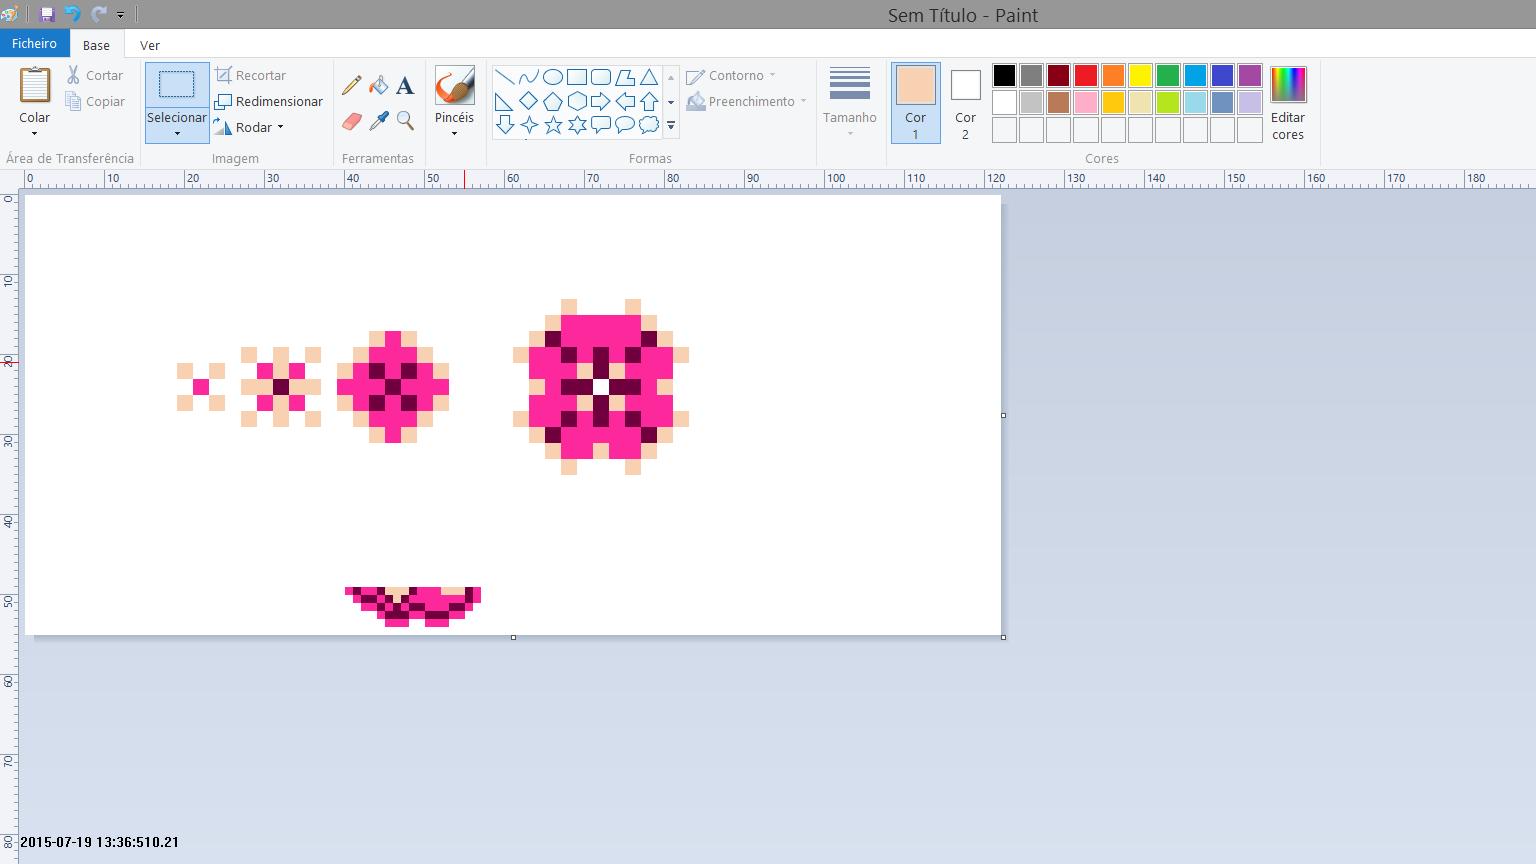 Sem Título - Paint
Ficheiro Base Ver
Colar
Cortar
Copiar
Área de Transferência
Selecionar
Recortar
Redimensionar
Rodar
Imagem
A
Ferramentas
Pincéis
Contorno
Preenchimento
Formas
Tamanho
Cor
1
Cor
2
Editar
cores
Cores
0 10 20 30 40 50 60 70 80 90 100 110 120 130 140 150 160 170 180
0
10
20
30
40
50
60
70
80
2015-07-19 13:36:510.21